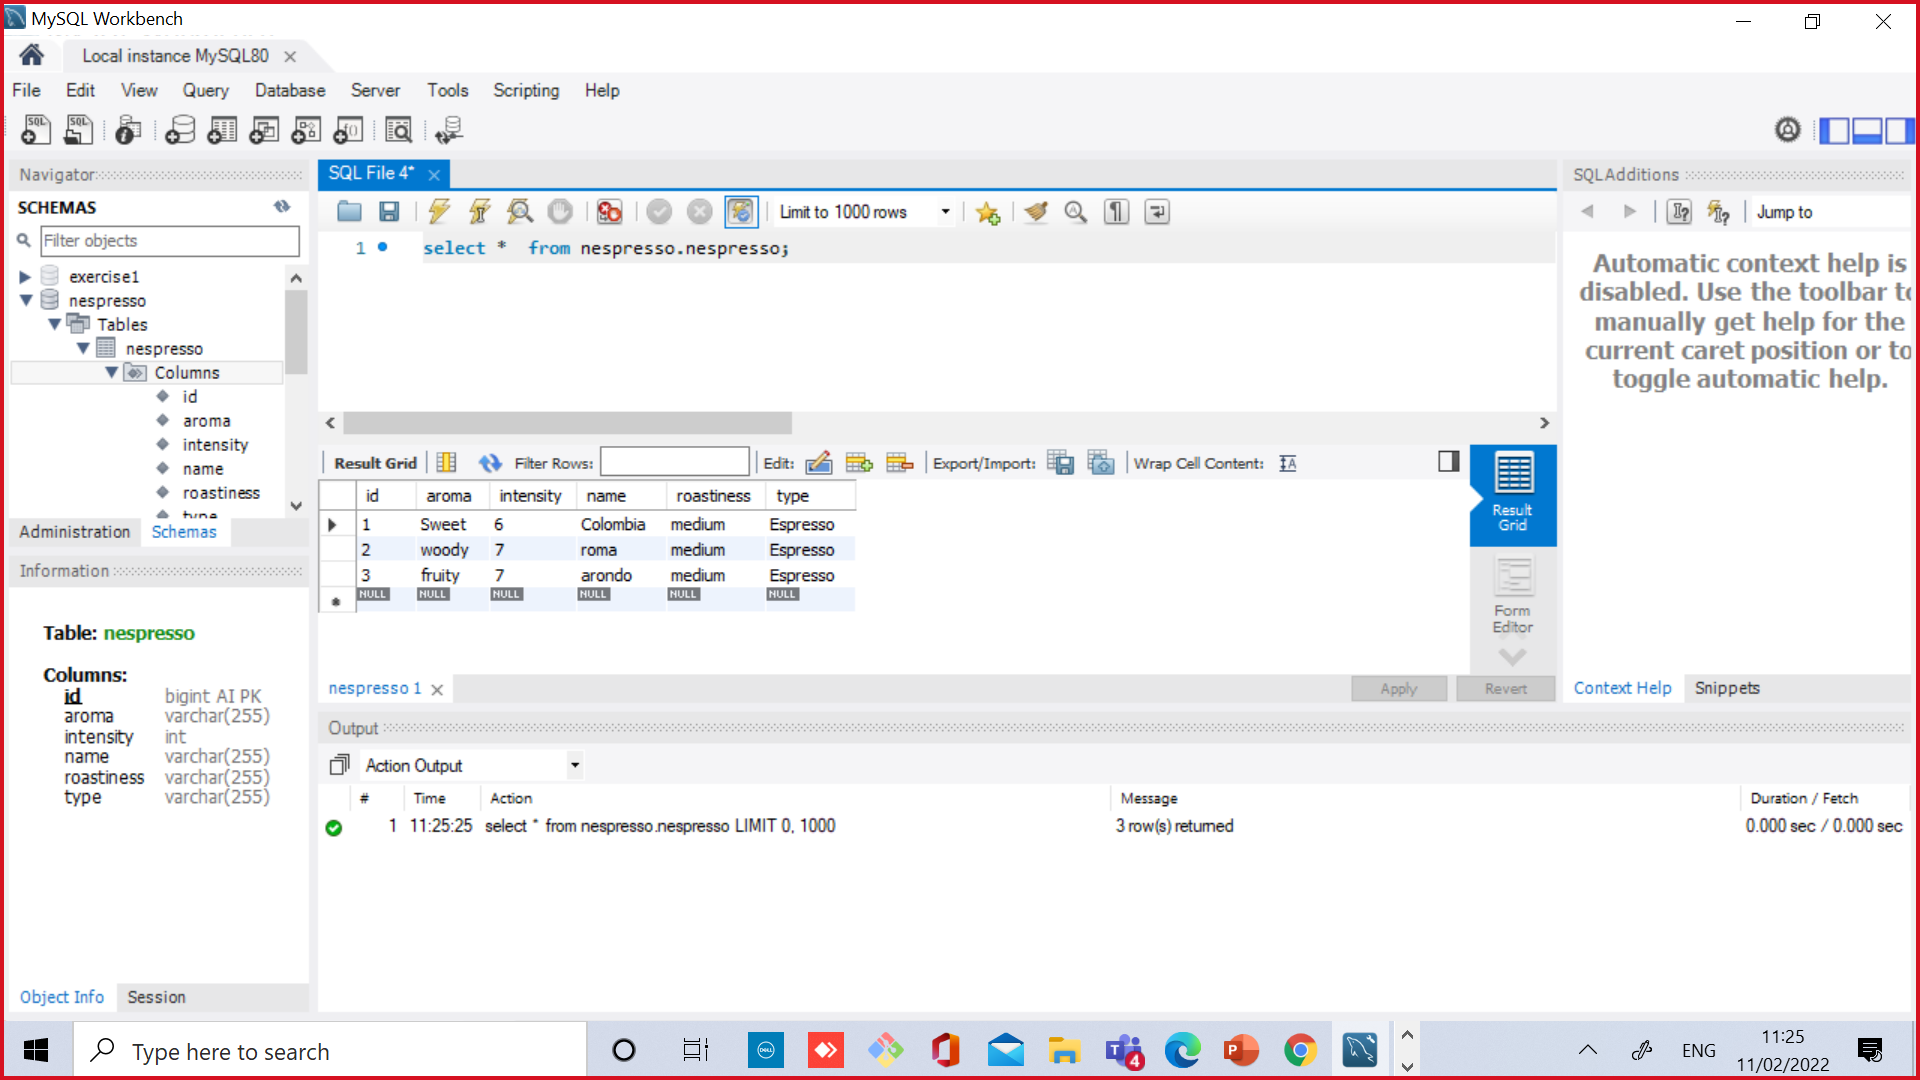 MySQL Workbench
Local instance MySQL80
File Edit View Query Database Server Tools Scripting Help
Navigator
SCHEMAS
Filter objects
exercise1
nespresso
Tables
nespresso
Columns
id
aroma
intensity
name
roastiness
type
Administration Schemas
Information
Table: nespresso
Columns:
id bigint AI PK
aroma varchar(255)
intensity int
name varchar(255)
roastiness varchar(255)
type varchar(255)
Object Info Session
SQL File 4*
Limit to 1000 rows
1 select * from nespresso.nespresso;
Result Grid Filter Rows: Edit: Export/Import: Wrap Cell Content:
id aroma intensity name roastiness type
1 Sweet 6 Colombia medium Espresso
2 woody 7 roma medium Espresso
3 fruity 7 arondo medium Espresso
NULL NULL NULL NULL NULL NULL
Result
Grid
Form
Editor
nespresso 1
Apply Revert
SQLAdditions
Jump to
Automatic context help is
disabled. Use the toolbar to
manually get help for the
current caret position or to
toggle automatic help.
Context Help Snippets
Output
Action Output
# Time Action Message Duration / Fetch
1 11:25:25 select * from nespresso.nespresso LIMIT 0, 1000 3 row(s) returned 0.000 sec / 0.000 sec
Type here to search
4
ENG
11:25
11/02/2022